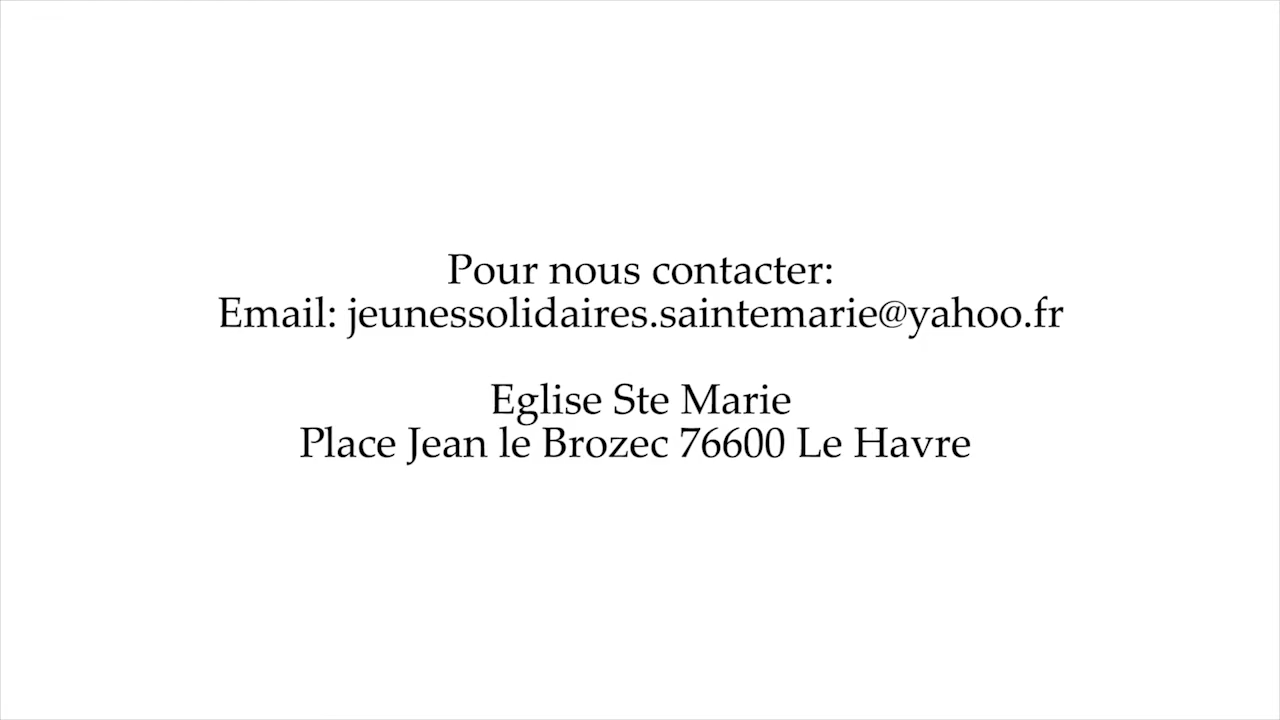 Pour nous contacter:
Email: jeunessolidaires.saintemarie@yahoo.fr
Eglise Ste Marie
Place Jean le Brozec 76600 Le Havre